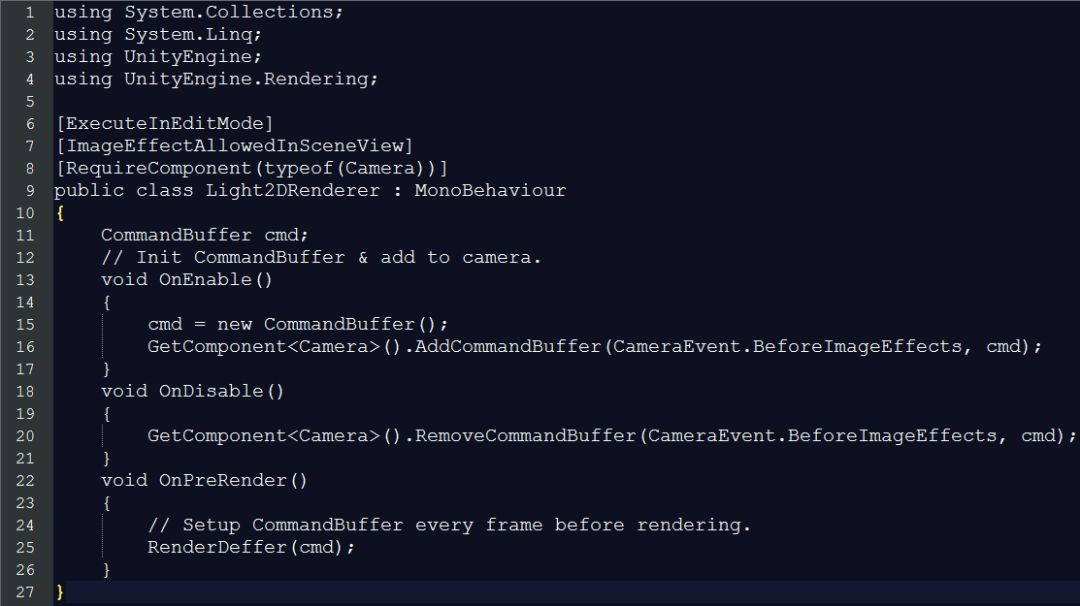 1 using System.Collections;
2 using System.Linq;
3 using UnityEngine;
4 using UnityEngine.Rendering;
5
6 [ExecuteInEditMode]
7 [ImageEffectAllowedInSceneView]
8 [RequireComponent(typeof(Camera))]
9 public class Light2DRenderer : MonoBehaviour
10 {
11     CommandBuffer cmd;
12     // Init CommandBuffer & add to camera.
13     void OnEnable()
14     {
15         cmd = new CommandBuffer();
16         GetComponent<Camera>().AddCommandBuffer(CameraEvent.BeforeImageEffects, cmd);
17     }
18     void OnDisable()
19     {
20         GetComponent<Camera>().RemoveCommandBuffer(CameraEvent.BeforeImageEffects, cmd);
21     }
22     void OnPreRender()
23     {
24         // Setup CommandBuffer every frame before rendering.
25         RenderDeffer(cmd);
26     }
27 }